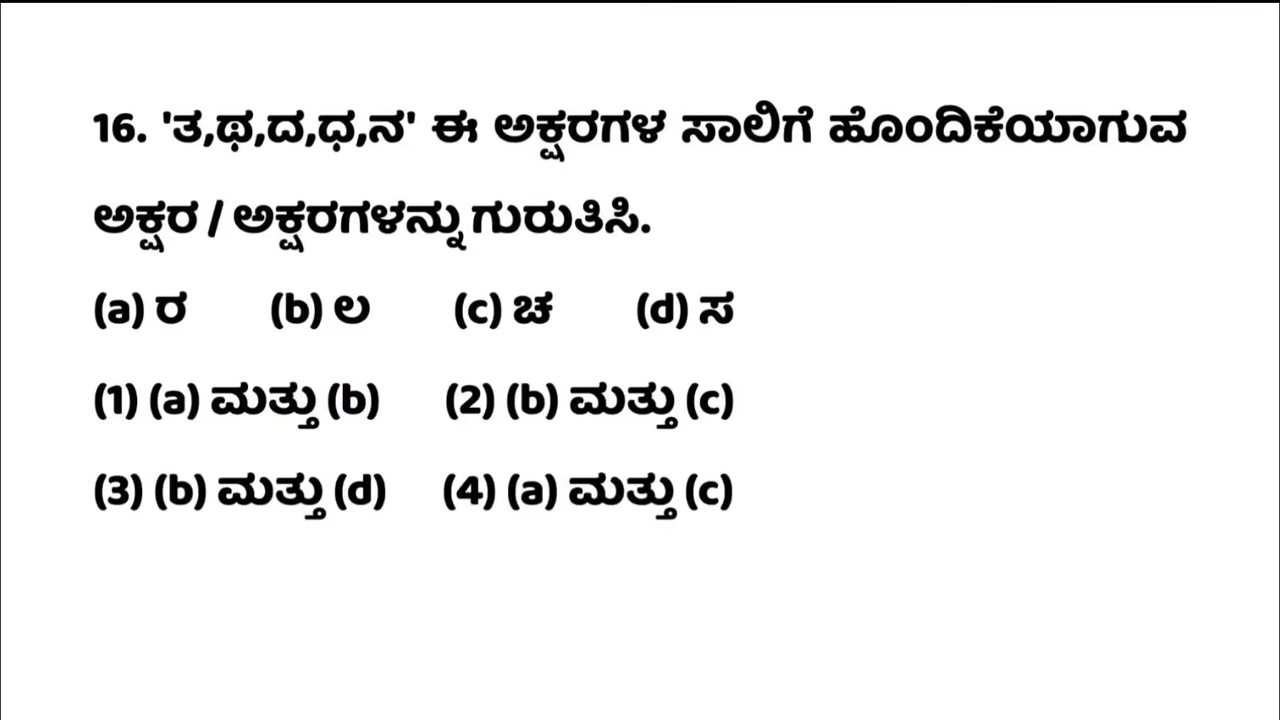 16. 'ತ,ಥ,ದ,ಧ,ನ' ಈ ಅಕ್ಷರಗಳ ಸಾಲಿಗೆ ಹೊಂದಿಕೆಯಾಗುವ
ಅಕ್ಷರ / ಅಕ್ಷರಗಳನ್ನು ಗುರುತಿಸಿ.
(a) ರ (b) ಲ (c) ಚ (d) ಸ
(1) (a) ಮತ್ತು (b) (2) (b) ಮತ್ತು (c)
(3) (b) ಮತ್ತು (d) (4) (a) ಮತ್ತು (c)